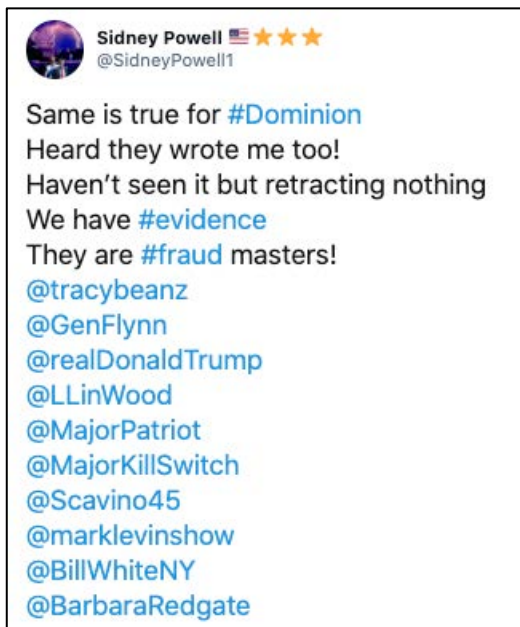 Sidney Powell 🇺🇸⭐⭐⭐
@SidneyPowell1
Same is true for #Dominion
Heard they wrote me too!
Haven't seen it but retracting nothing
We have #evidence
They are #fraud masters!
@tracybeanz
@GenFlynn
@realDonaldTrump
@LLinWood
@MajorPatriot
@MajorKillSwitch
@Scavino45
@marklevinshow
@BillWhiteNY
@BarbaraRedgate